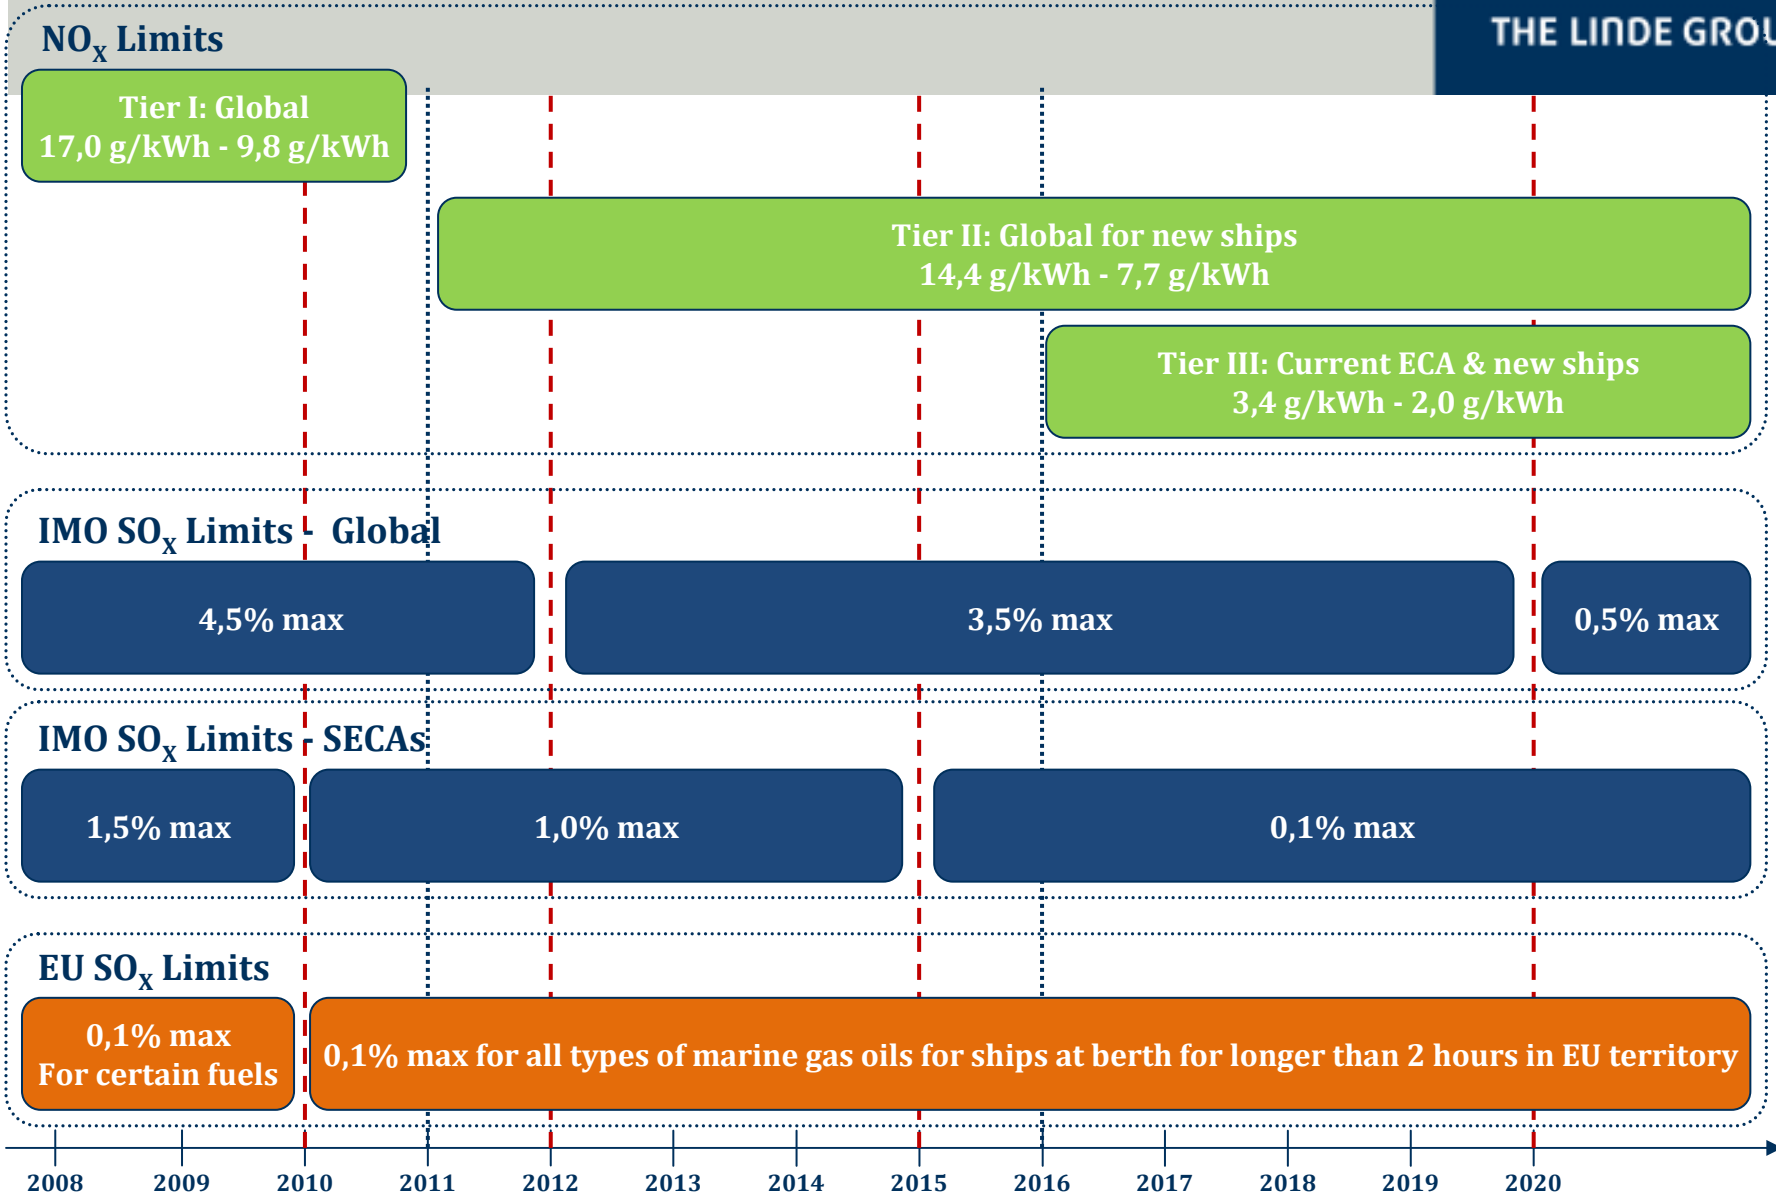 NOX Limits
THE LINDE GROU
Tier I: Global
17,0 g/kWh - 9,8 g/kWh
Tier II: Global for new ships
14,4 g/kWh - 7,7 g/kWh
Tier III: Current ECA & new ships
3,4 g/kWh - 2,0 g/kWh
IMO SOX Limits - Global
4,5% max
3,5% max
0,5% max
IMO SOX Limits - SECAs
1,5% max
1,0% max
0,1% max
EU SOX Limits
0,1% max
For certain fuels
0,1% max for all types of marine gas oils for ships at berth for longer than 2 hours in EU territory
2008 2009 2010 2011 2012 2013 2014 2015 2016 2017 2018 2019 2020